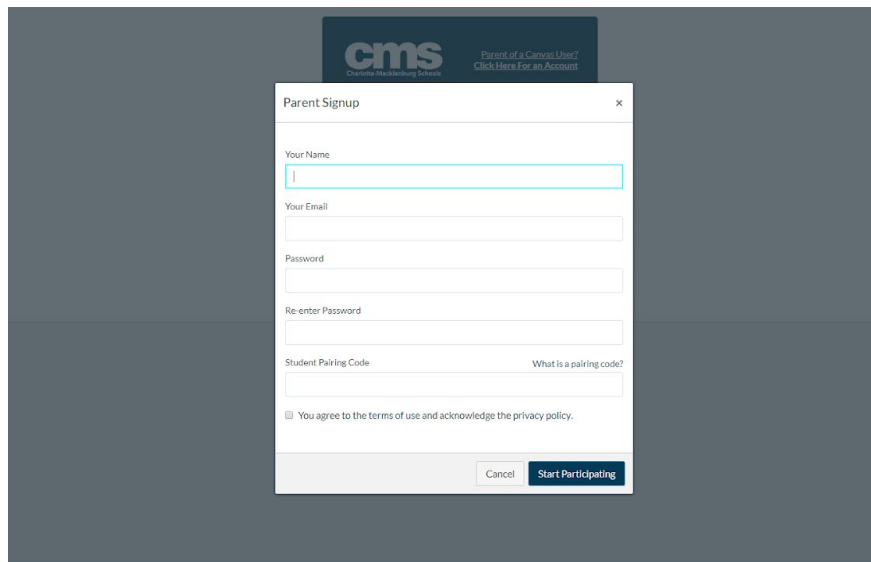 cms
Charlotte-Mecklenburg Schools
Parent of a Canvas User?
Click Here For an Account
Parent Signup
×
Your Name
Your Email
Password
Re-enter Password
Student Pairing Code What is a pairing code?
You agree to the terms of use and acknowledge the privacy policy.
Cancel Start Participating